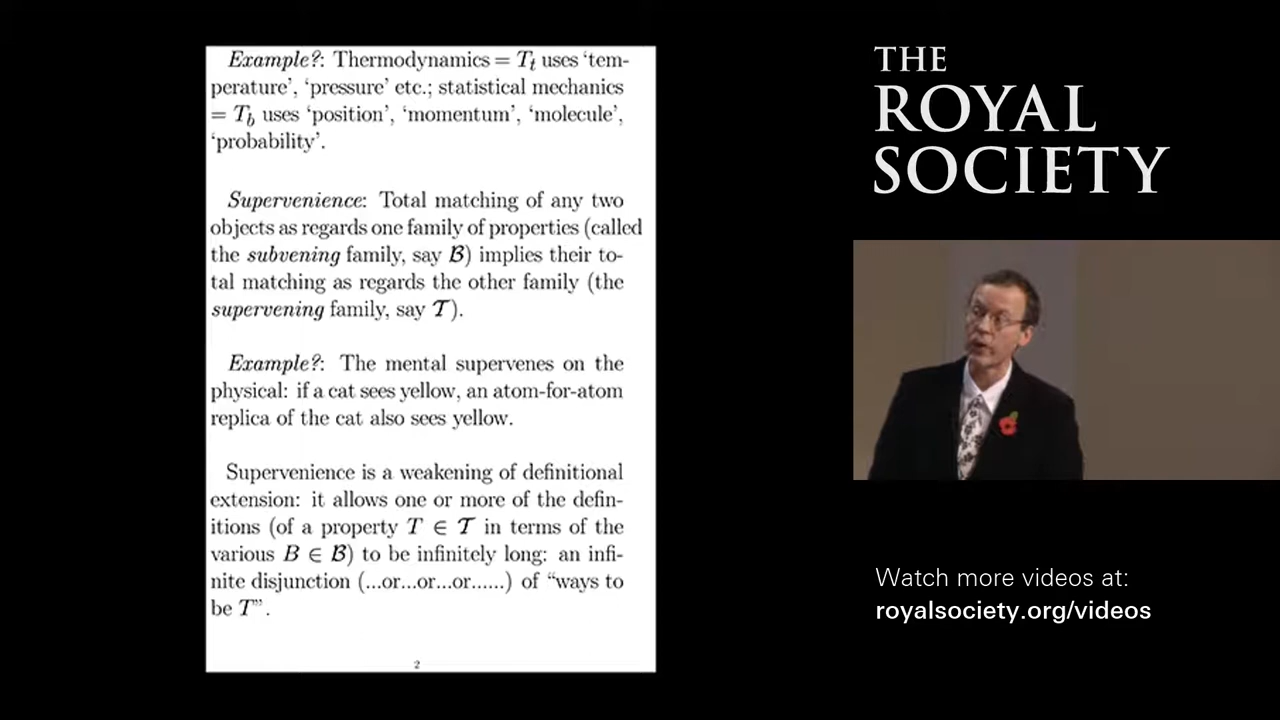 Example?: Thermodynamics = Tₜ uses ‘tem-
perature’, ‘pressure’ etc.; statistical mechanics
= T_b uses ‘position’, ‘momentum’, ‘molecule’,
‘probability’.
Supervenience: Total matching of any two
objects as regards one family of properties (called
the subvening family, say ℬ) implies their to-
tal matching as regards the other family (the
supervening family, say 𝒯).
Example?: The mental supervenes on the
physical: if a cat sees yellow, an atom-for-atom
replica of the cat also sees yellow.
Supervenience is a weakening of definitional
extension: it allows one or more of the defin-
itions (of a property T ∈ 𝒯 in terms of the
various B ∈ ℬ) to be infinitely long: an infi-
nite disjunction (...or...or...or......) of “ways to
be T”.
2
THE
ROYAL
SOCIETY
Watch more videos at:
royalsociety.org/videos